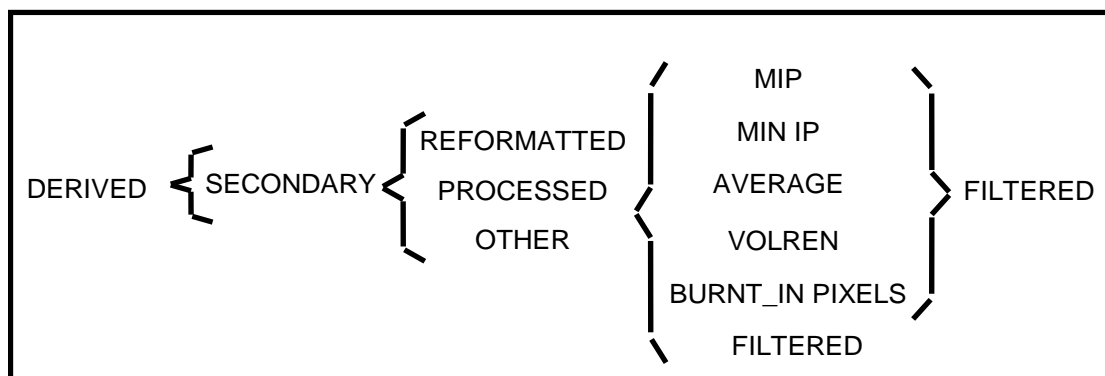 DERIVED
SECONDARY
REFORMATTED
PROCESSED
OTHER
MIP
MIN IP
AVERAGE
VOLREN
BURNT_IN PIXELS
FILTERED
FILTERED